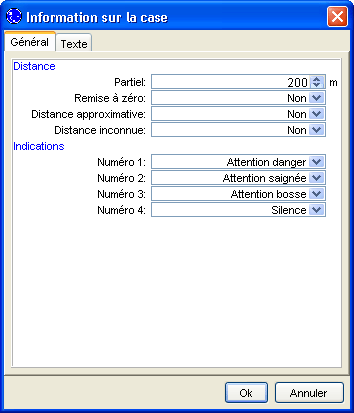 Information sur la case
Général Texte
Distance
Partiel: 200 m
Remise à zéro: Non
Distance approximative: Non
Distance inconnue: Non
Indications
Numéro 1: Attention danger
Numéro 2: Attention saignée
Numéro 3: Attention bosse
Numéro 4: Silence
Ok Annuler